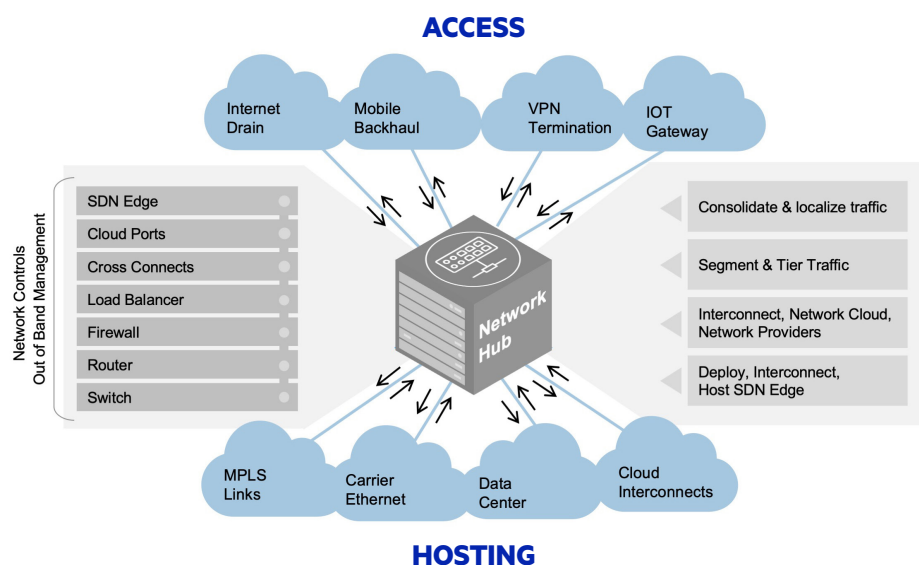 ACCESS
Internet
Drain
Mobile
Backhaul
VPN
Termination
IOT
Gateway
Network Controls
Out of Band Management
SDN Edge
Cloud Ports
Cross Connects
Load Balancer
Firewall
Router
Switch
Network
Hub
Consolidate & localize traffic
Segment & Tier Traffic
Interconnect, Network Cloud,
Network Providers
Deploy, Interconnect,
Host SDN Edge
MPLS
Links
Carrier
Ethernet
Data
Center
Cloud
Interconnects
HOSTING